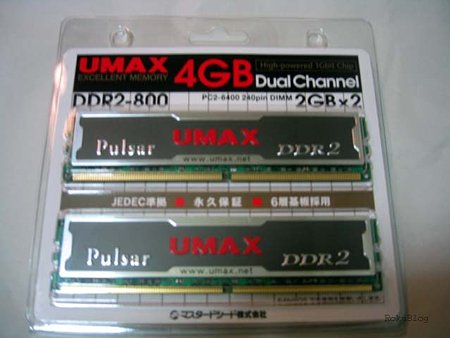 UMAX
EXCELLENT MEMORY
4GB
High-powered 1Gbit Chip
Dual Channel
DDR2-800
PC2-6400 240pin DIMM
2GB×2
Pulsar
UMAX
DDR2
www.umax.net
JEDEC準拠 ■ 永久保証 ■ 6層基板採用
Pulsar
UMAX
DDR2
www.umax.net
マスタードシード株式会社
RokuBlog